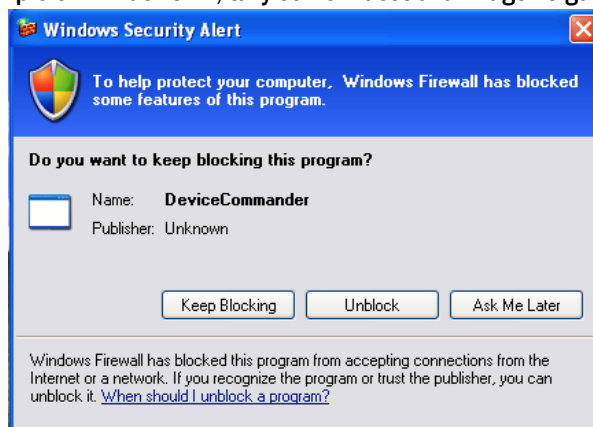 Windows Security Alert
To help protect your computer, Windows Firewall has blocked
some features of this program.
Do you want to keep blocking this program?
Name: DeviceCommander
Publisher: Unknown
Keep Blocking Unblock Ask Me Later
Windows Firewall has blocked this program from accepting connections from the
Internet or a network. If you recognize the program or trust the publisher, you can
unblock it. When should I unblock a program?